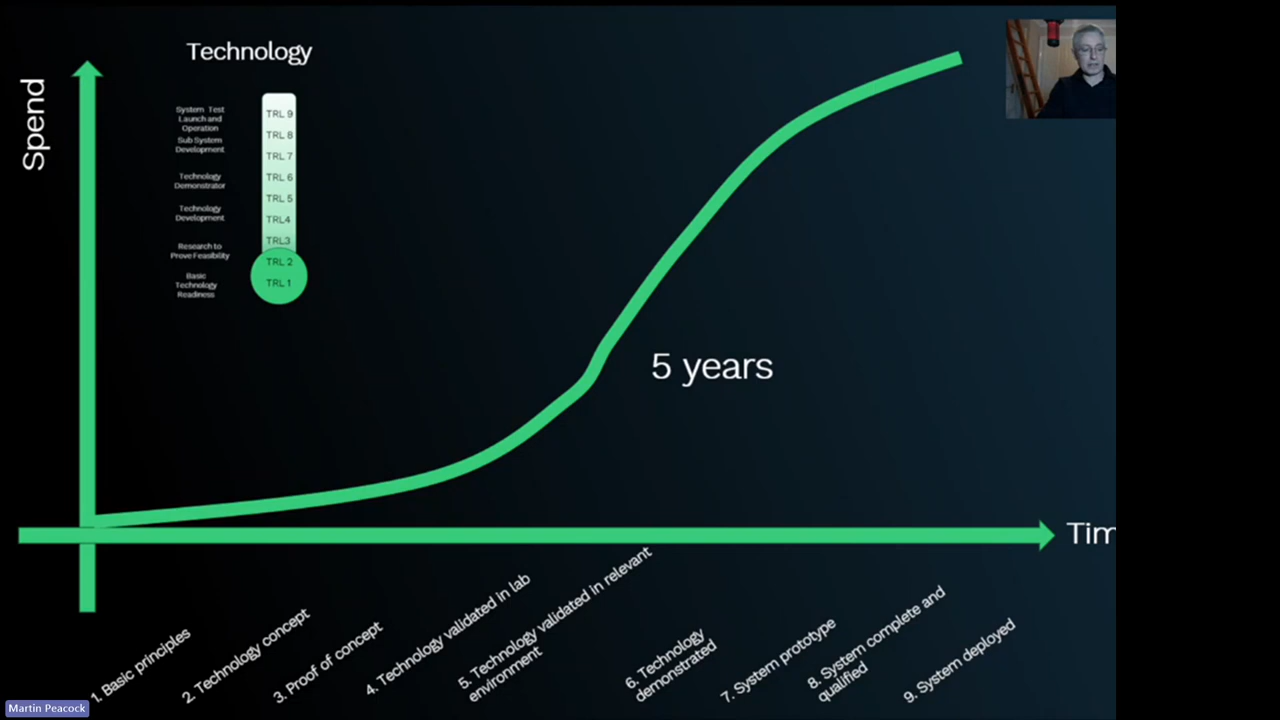 Technology
Spend
System Test
Launch and
Operation
Sub System
Development
Technology
Demonstrator
Technology
Development
Research to
Prove Feasibility
Basic
Technology
Readiness
TRL 9
TRL 8
TRL 7
TRL 6
TRL 5
TRL4
TRL3
TRL 2
TRL 1
5 years
Tim
1. Basic principles
2. Technology concept
3. Proof of concept
4. Technology validated in lab
5. Technology validated in relevant
environment
6. Technology
demonstrated
7. System prototype
8. System complete and
qualified
9. System deployed
Martin Peacock